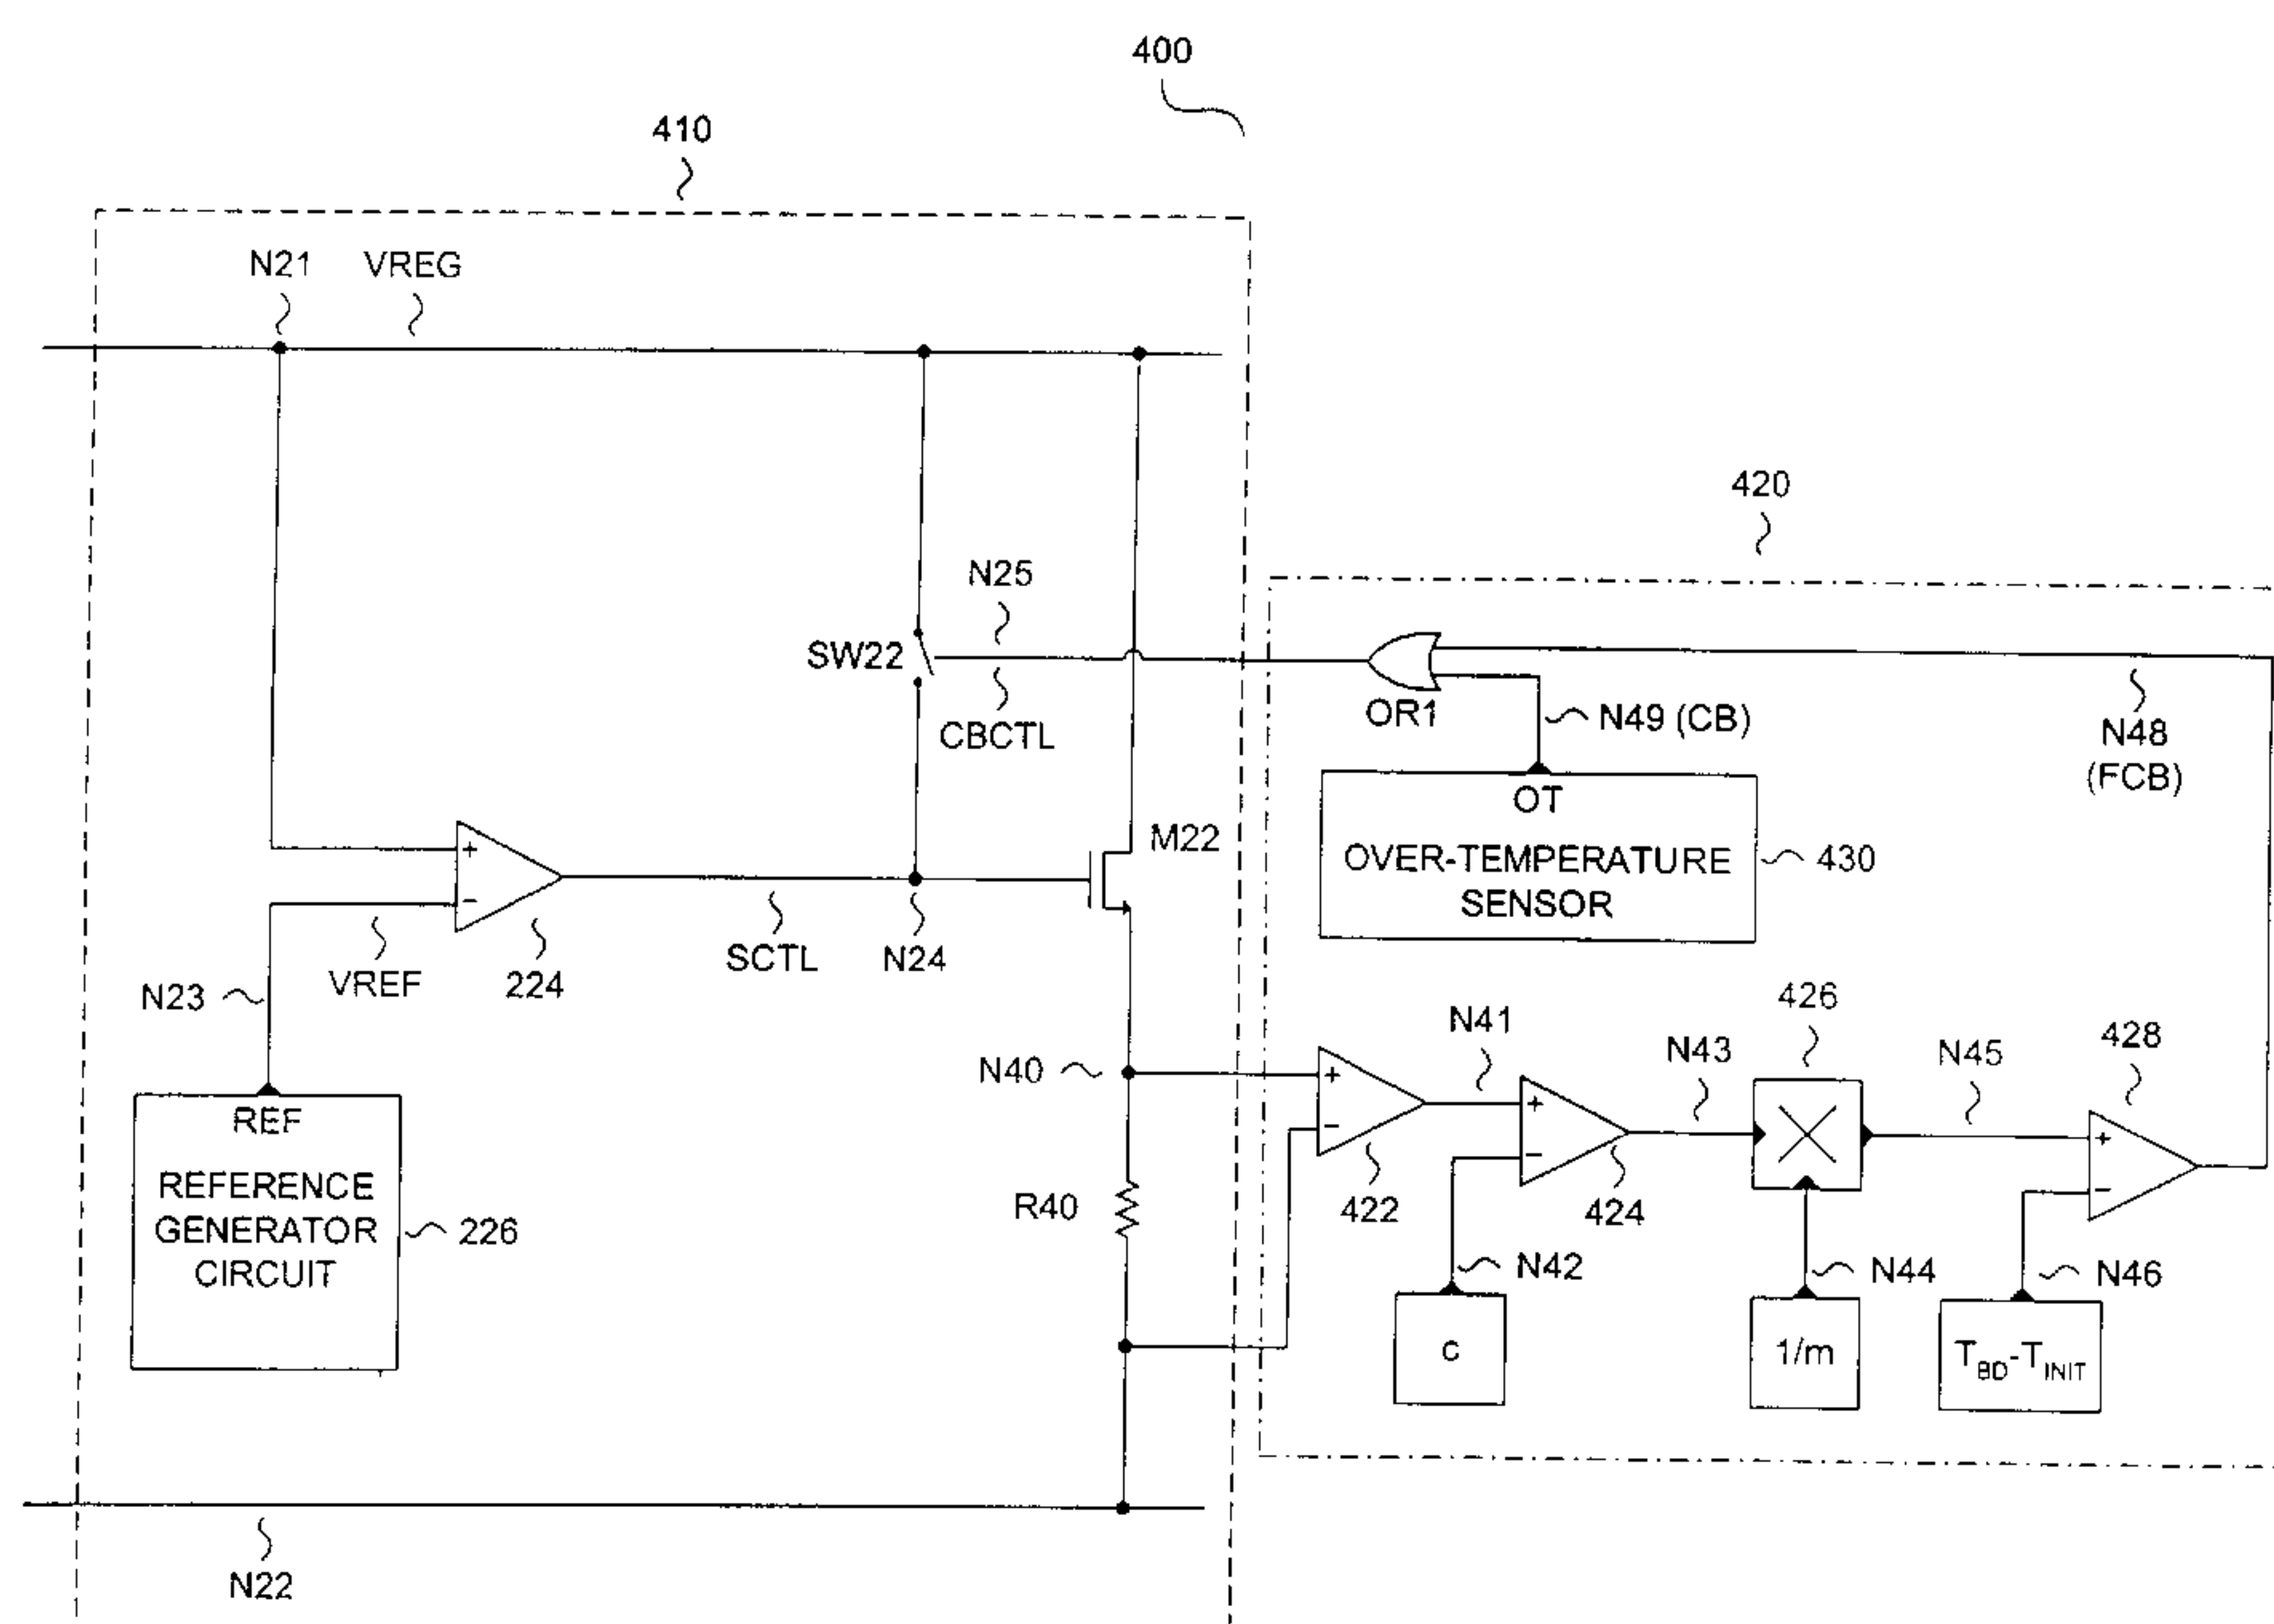 400
410
N21
VREG
420
N25
SW22
CBCTL
OR1
N49 (CB)
N48
(FCB)
OT
OVER-TEMPERATURE
SENSOR
430
M22
+
−
SCTL
N24
224
VREF
N23
REF
REFERENCE
GENERATOR
CIRCUIT
226
N40
R40
+
−
422
N41
+
−
424
N43
426
N45
428
+
−
N42
N44
N46
c
1/m
T_BD-T_INIT
N22